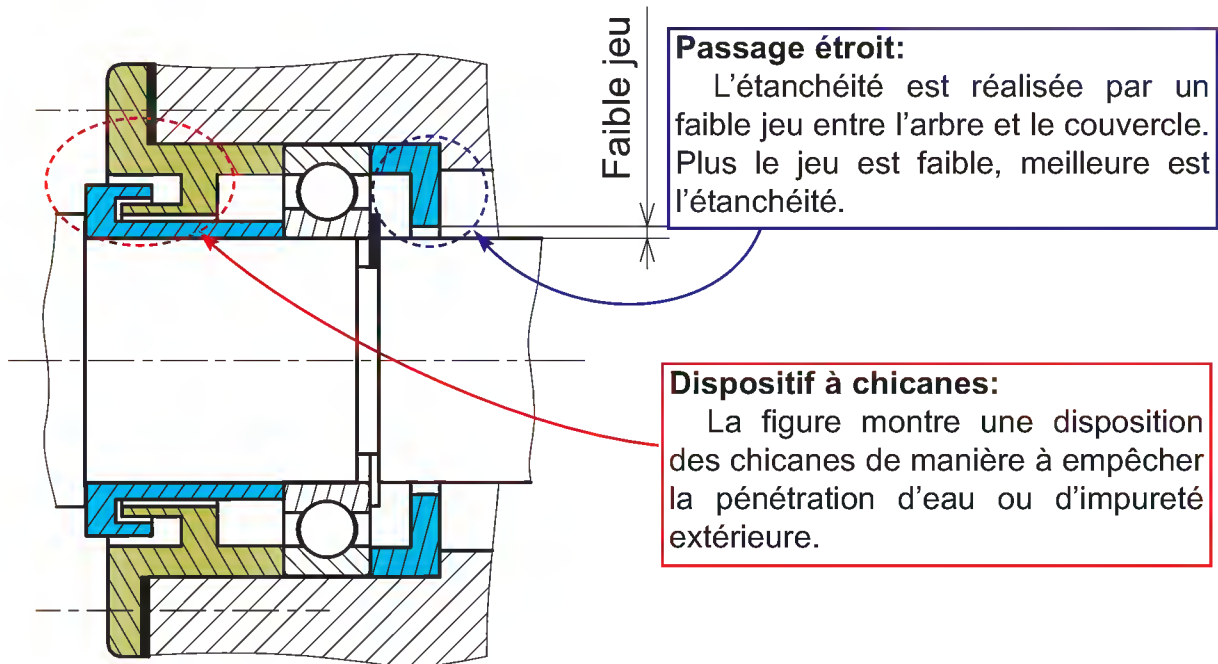 Faible jeu
Passage étroit:
L'étanchéité est réalisée par un
faible jeu entre l'arbre et le couvercle.
Plus le jeu est faible, meilleure est
l'étanchéité.
Dispositif à chicanes:
La figure montre une disposition
des chicanes de manière à empêcher
la pénétration d'eau ou d'impureté
extérieure.